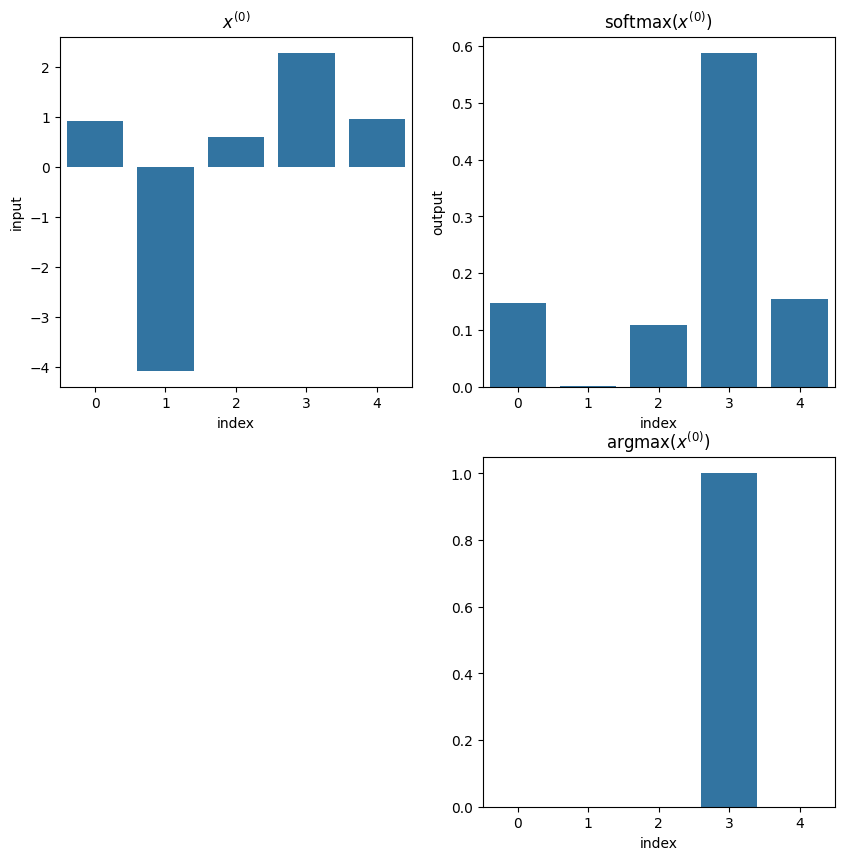 x^(0)
input
2
1
0
−1
−2
−3
−4
0 1 2 3 4
index
softmax(x^(0))
output
0.6
0.5
0.4
0.3
0.2
0.1
0.0
0 1 2 3 4
index
argmax(x^(0))
1.0
0.8
0.6
0.4
0.2
0.0
0 1 2 3 4
index